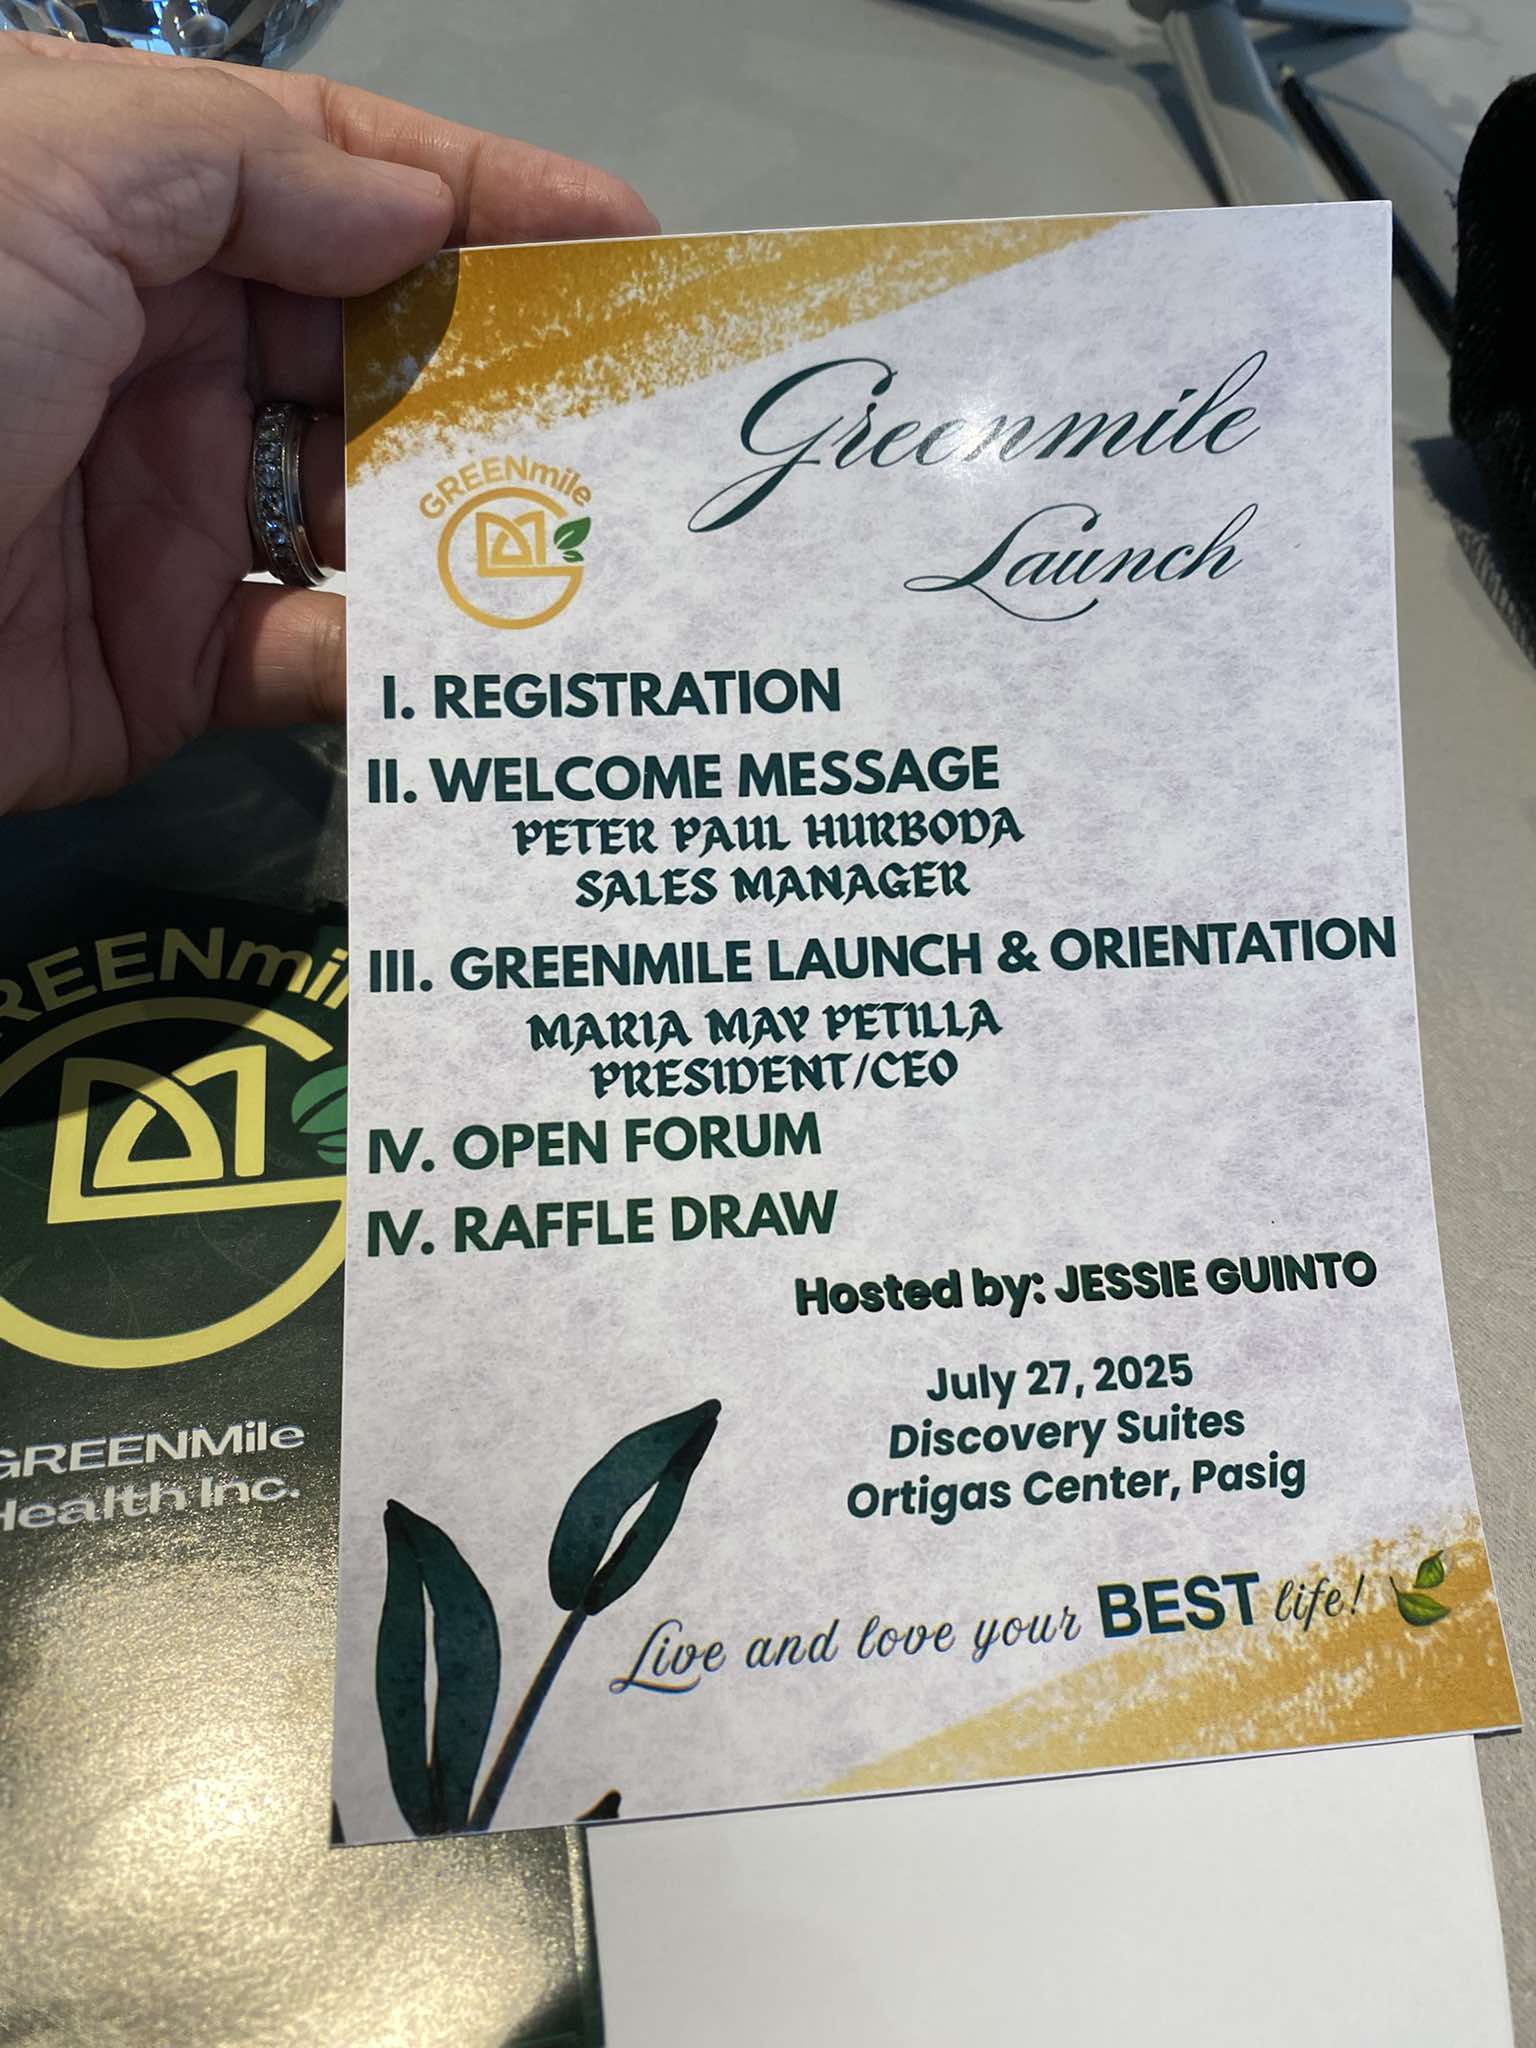 Greenmile
Launch
GREENmile
I. REGISTRATION
II. WELCOME MESSAGE
PETER PAUL HURBODA
SALES MANAGER
III. GREENMILE LAUNCH & ORIENTATION
MARIA MAY PETILLA
PRESIDENT/CEO
IV. OPEN FORUM
IV. RAFFLE DRAW
Hosted by: JESSIE GUINTO
July 27, 2025
Discovery Suites
Ortigas Center, Pasig
Live and love your BEST life!
REENmil
GREENMile
Health Inc.